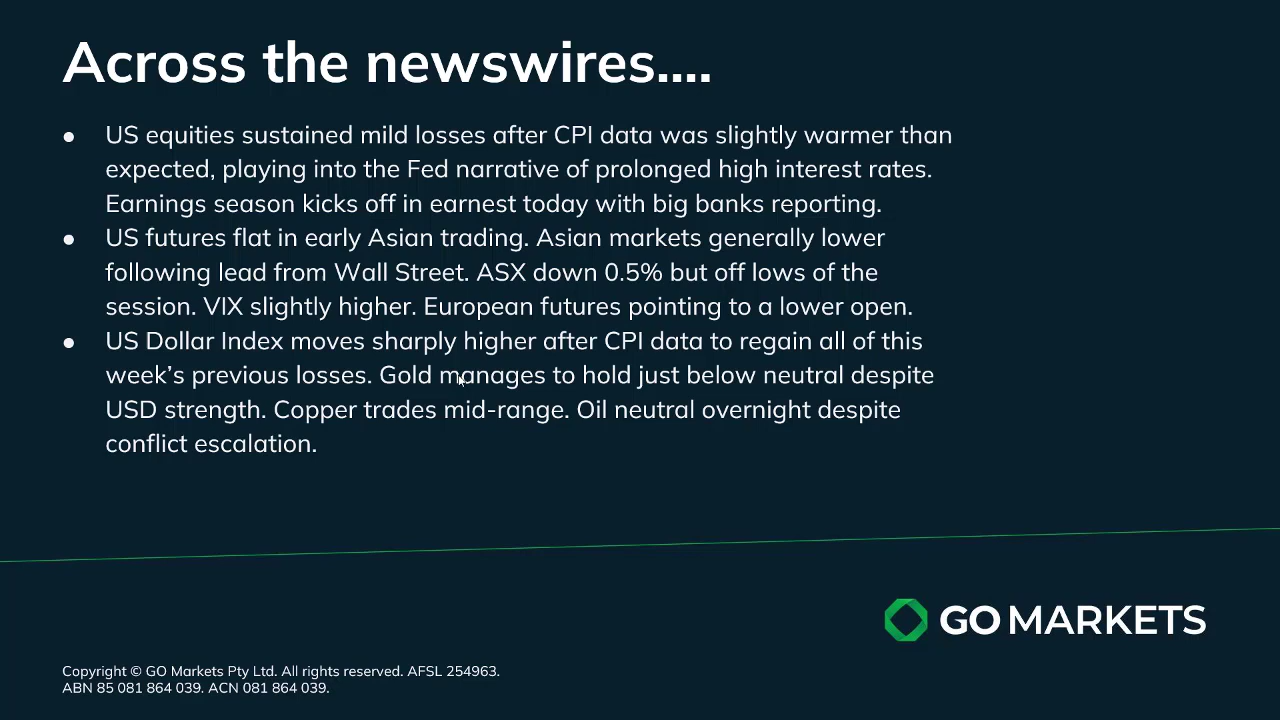 Across the newswires....
● US equities sustained mild losses after CPI data was slightly warmer than
expected, playing into the Fed narrative of prolonged high interest rates.
Earnings season kicks off in earnest today with big banks reporting.
● US futures flat in early Asian trading. Asian markets generally lower
following lead from Wall Street. ASX down 0.5% but off lows of the
session. VIX slightly higher. European futures pointing to a lower open.
● US Dollar Index moves sharply higher after CPI data to regain all of this
week’s previous losses. Gold manages to hold just below neutral despite
USD strength. Copper trades mid-range. Oil neutral overnight despite
conflict escalation.
GO MARKETS
Copyright © GO Markets Pty Ltd. All rights reserved. AFSL 254963.
ABN 85 081 864 039. ACN 081 864 039.